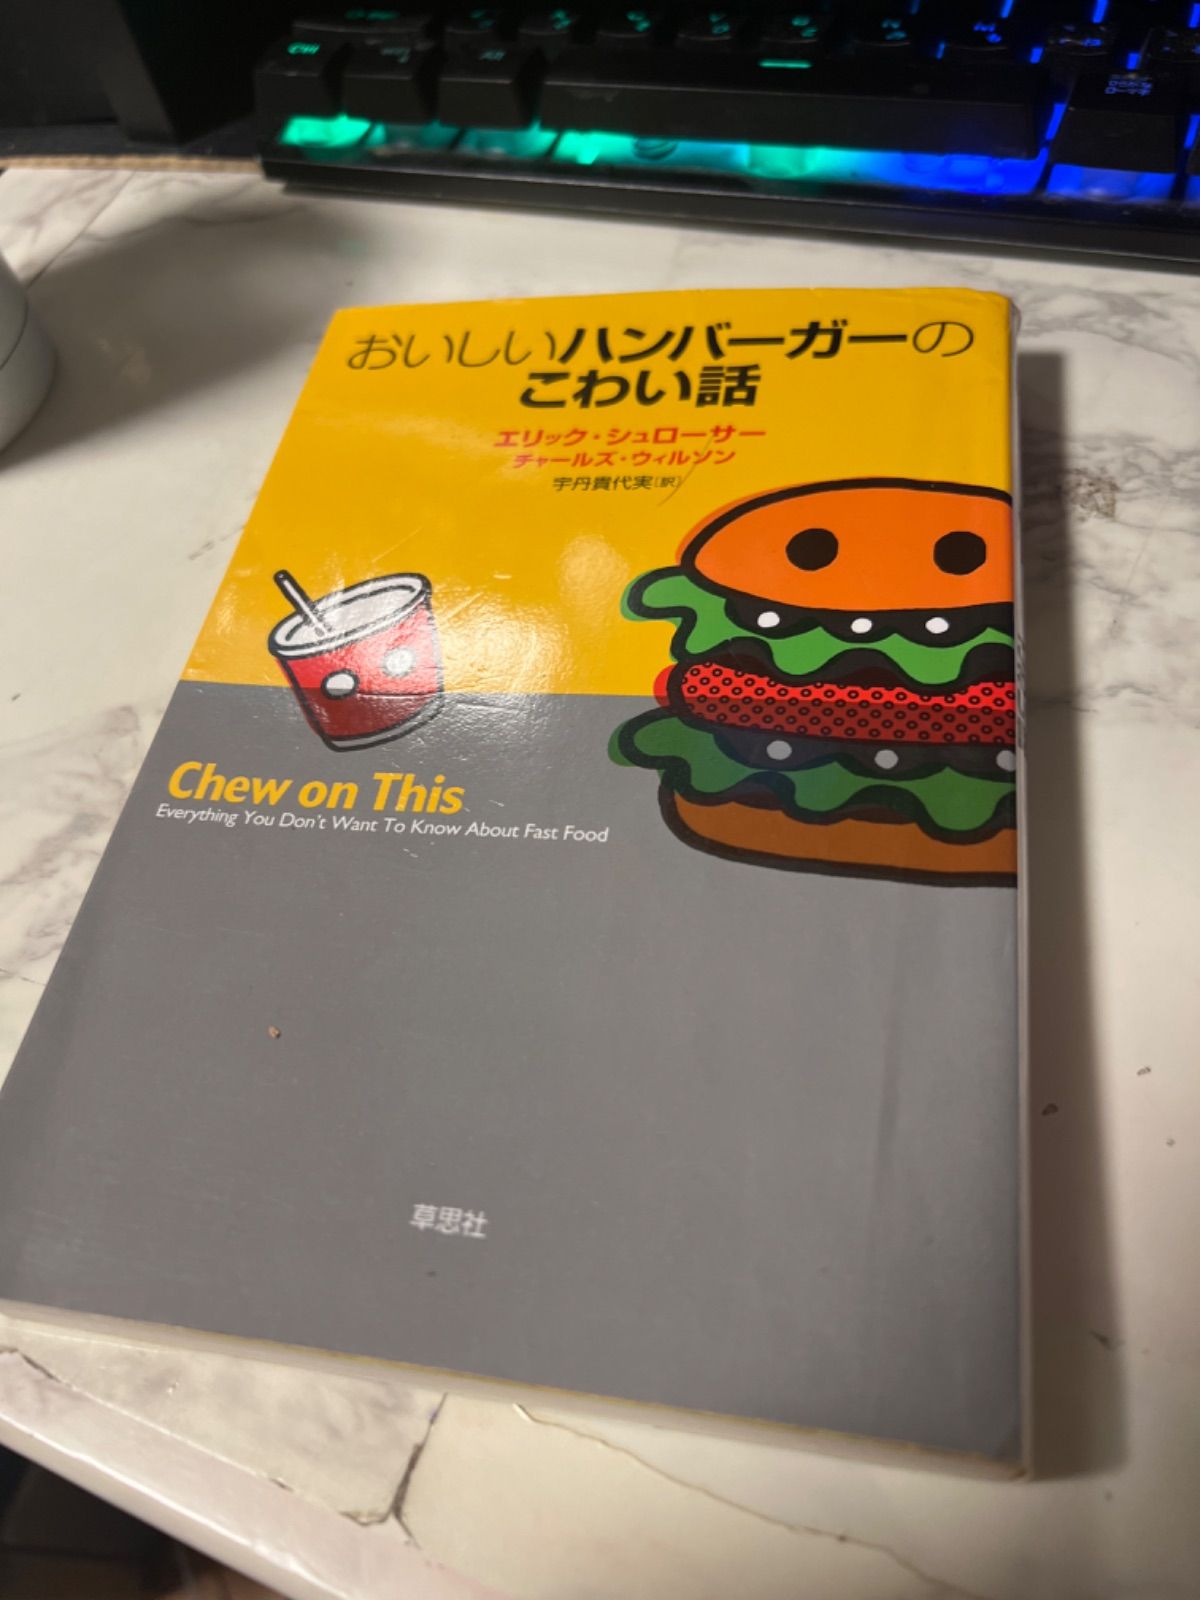 Alt
おいしいハンバーガーの
こわい話
エリック・シュローサー
チャールズ・ウィルソン
宇丹貴代実[訳]
Chew on This
Everything You Don't Want To Know About Fast Food
草思社